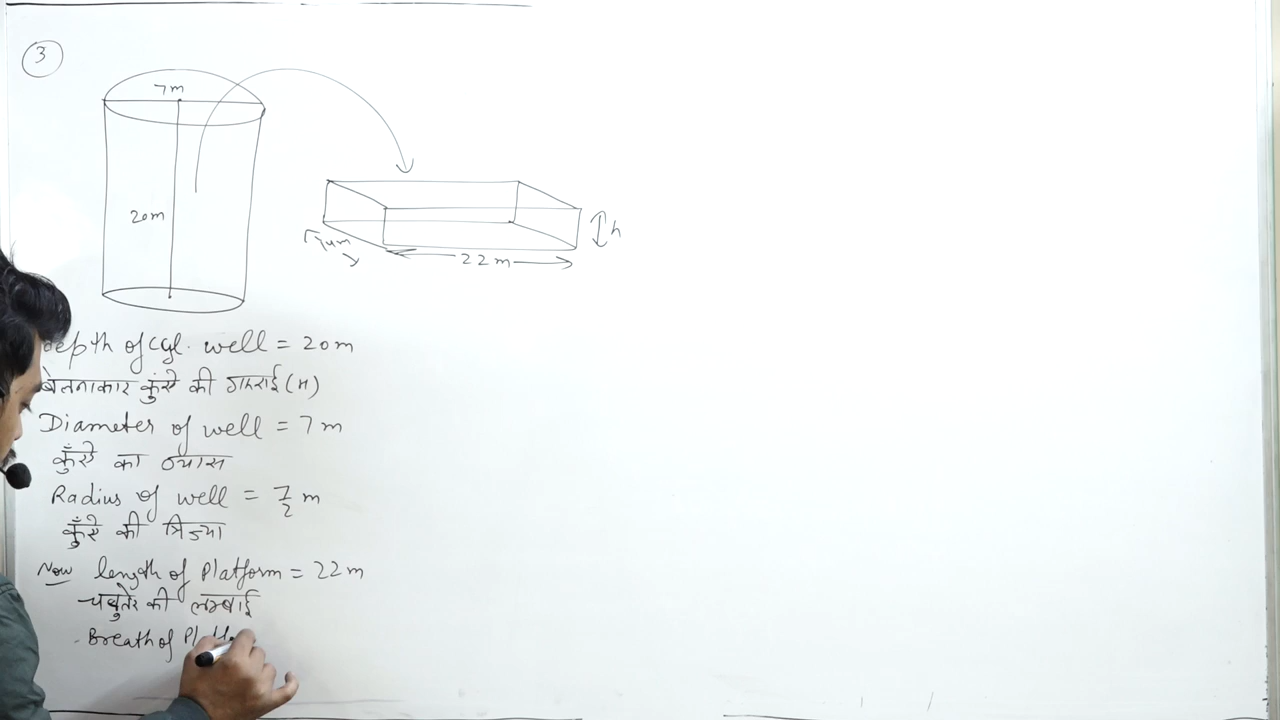 3
7m
20m
14m
22m
h
Depth of Cyl. well = 20m
बेलनाकार कुंऐ की गहराई (H)
Diameter of well = 7m
कुँऐ का व्यास
Radius of well = 7/2 m
कुँऐ की त्रिज्या
Now length of Platform = 22m
चबुतरे की लम्बाई
Breath of